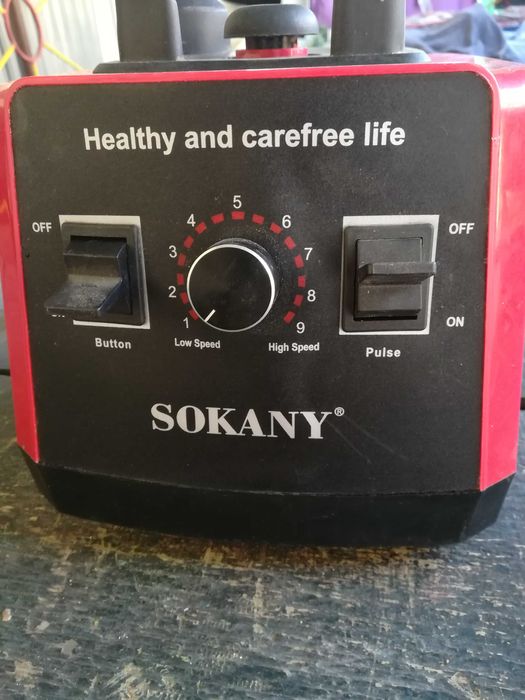 Healthy and carefree life
OFF
Button
1
2
3
4
5
6
7
8
9
Low Speed
High Speed
OFF
ON
Pulse
SOKANY®